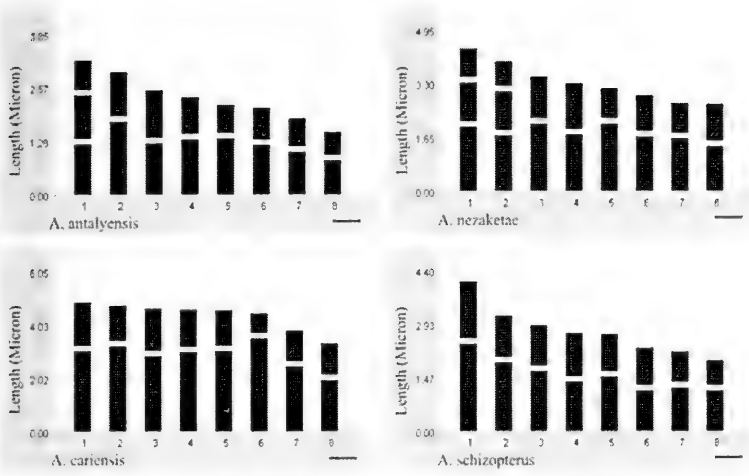 3.85
2.57
1.29
0.00
Length (Micron)
1 2 3 4 5 6 7 8
A. antalyensis
4.95
3.30
1.65
0.00
Length (Micron)
1 2 3 4 5 6 7 8
A. nezaketae
6.05
4.03
2.02
0.00
Length (Micron)
1 2 3 4 5 6 7 8
A. cariensis
4.40
2.93
1.47
0.00
Length (Micron)
1 2 3 4 5 6 7 8
A. schizopterus